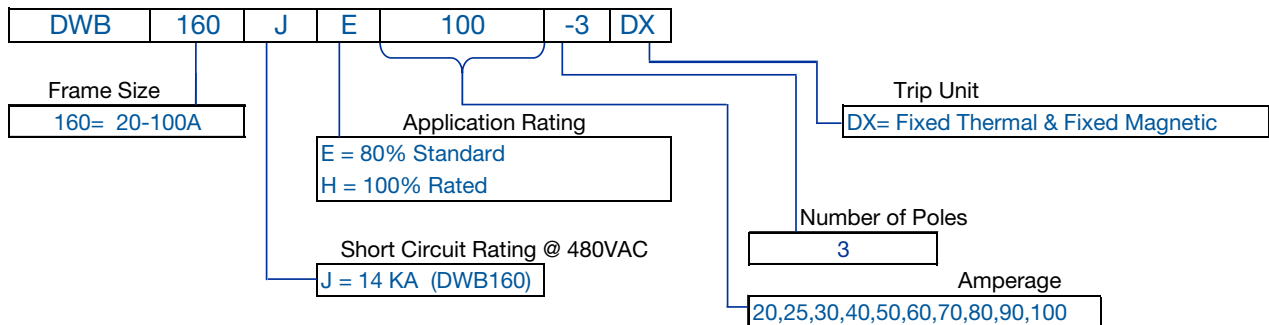 DWB 160 J E 100 -3 DX
Frame Size
160= 20-100A
Trip Unit
DX= Fixed Thermal & Fixed Magnetic
Application Rating
E = 80% Standard
H = 100% Rated
Number of Poles
3
Short Circuit Rating @ 480VAC
J = 14 KA (DWB160)
Amperage
20,25,30,40,50,60,70,80,90,100